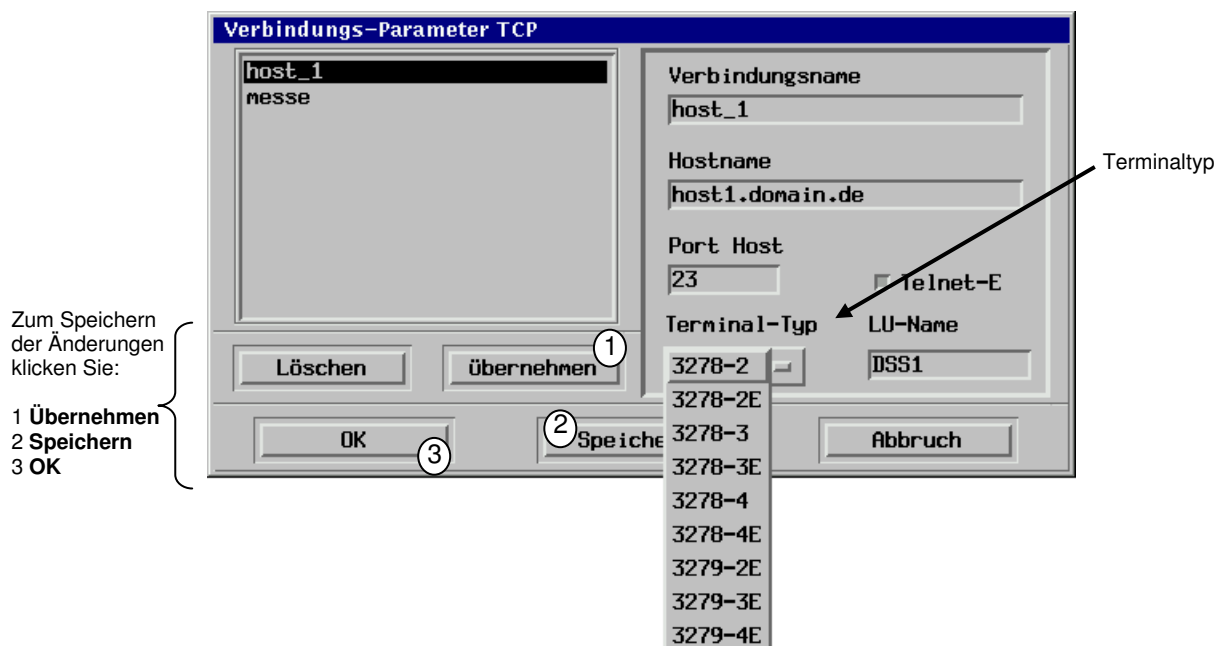 Verbindungs-Parameter TCP
host_1
messe
Verbindungsname
host_1
Hostname
host1.domain.de
Port Host
23
Telnet-E
Terminal-Typ
LU-Name
3278-2
DSS1
3278-2E
3278-3
3278-3E
3278-4
3278-4E
3279-2E
3279-3E
3279-4E
Löschen
übernehmen
1
OK
3
2
Speiche
Abbruch
Terminaltyp
Zum Speichern
der Änderungen
klicken Sie:
1 Übernehmen
2 Speichern
3 OK